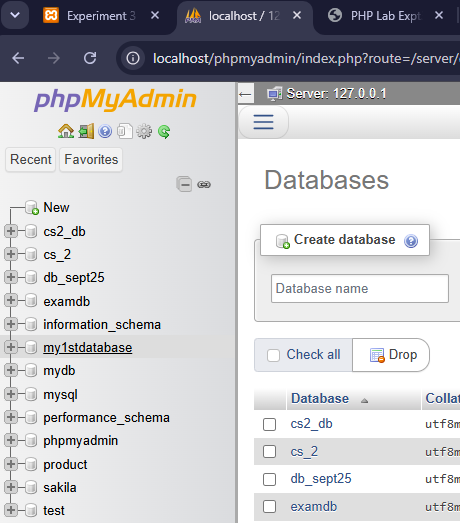 Experiment 3
localhost / 12
PHP Lab Expt
localhost/phpmyadmin/index.php?route=/server/
phpMyAdmin
Recent
Favorites
New
cs2_db
cs_2
db_sept25
examdb
information_schema
my1stdatabase
mydb
mysql
performance_schema
phpmyadmin
product
sakila
test
Server: 127.0.0.1
Databases
Create database
Database name
Check all
Drop
Database
Collat
cs2_db
utf8m
cs_2
utf8m
db_sept25
utf8m
examdb
utf8m